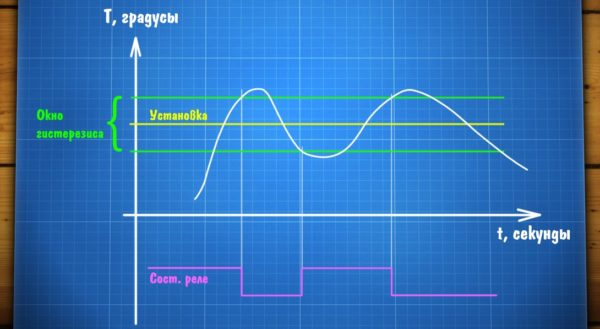 T, градусы
Окно
гистерезиса
Установка
t, секунды
Сост. реле